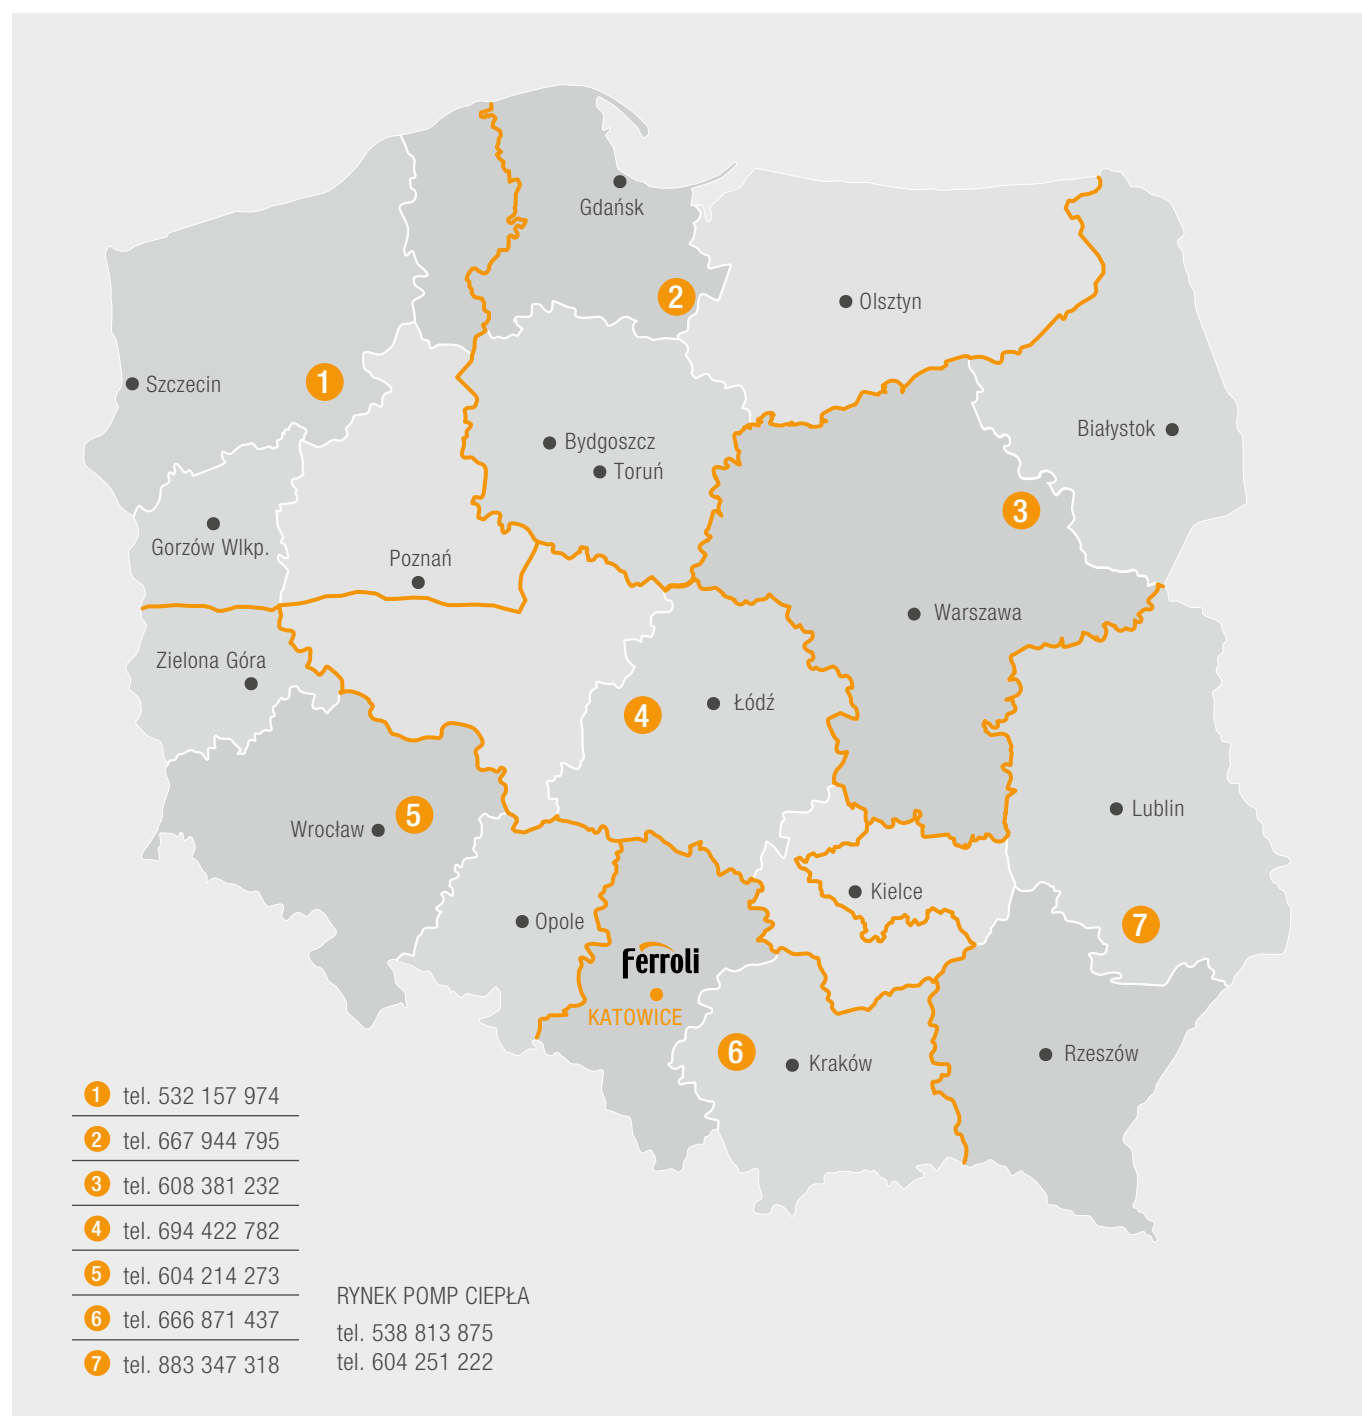 Gdańsk
2
Olsztyn
1
Szczecin
Białystok
Bydgoszcz
Toruń
3
Gorzów Wlkp.
Poznań
Warszawa
Zielona Góra
4
Łódź
5
Wrocław
Lublin
Kielce
Opole
7
Ferroli
KATOWICE
6
Kraków
Rzeszów
1 tel. 532 157 974
2 tel. 667 944 795
3 tel. 608 381 232
4 tel. 694 422 782
5 tel. 604 214 273
6 tel. 666 871 437
7 tel. 883 347 318
RYNEK POMP CIEPŁA
tel. 538 813 875
tel. 604 251 222